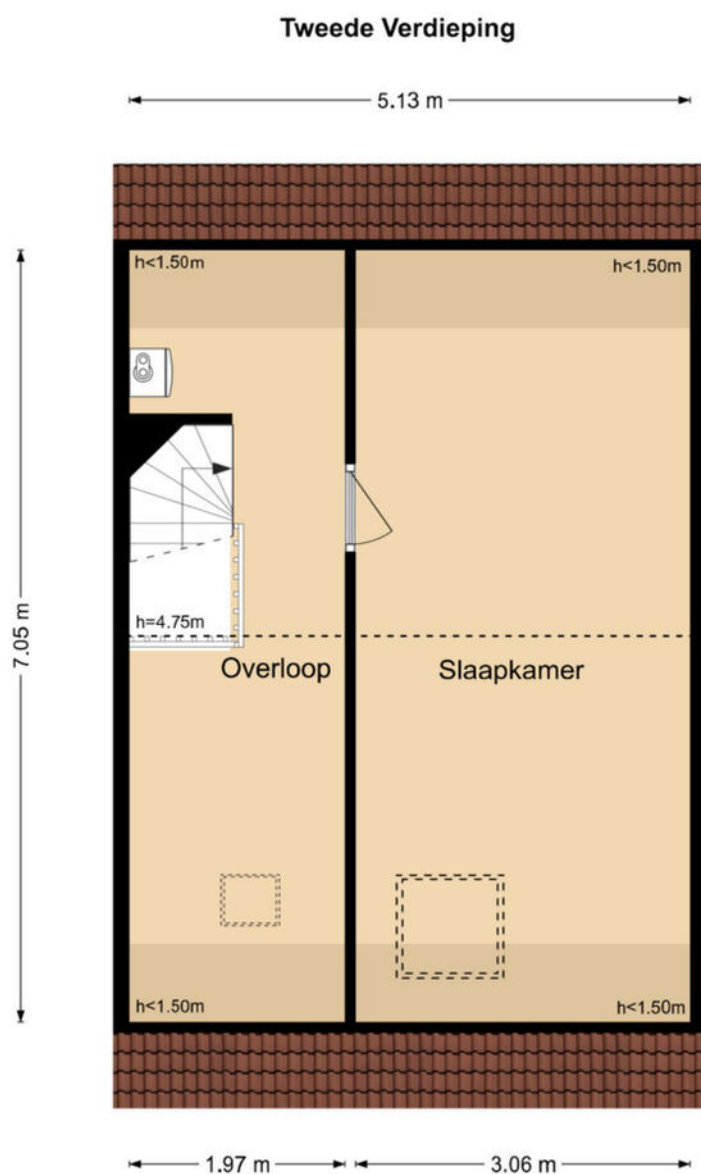 Tweede Verdieping
5.13 m
h<1.50m
h<1.50m
7.05 m
h=4.75m
Overloop
Slaapkamer
h<1.50m
h<1.50m
1.97 m
3.06 m